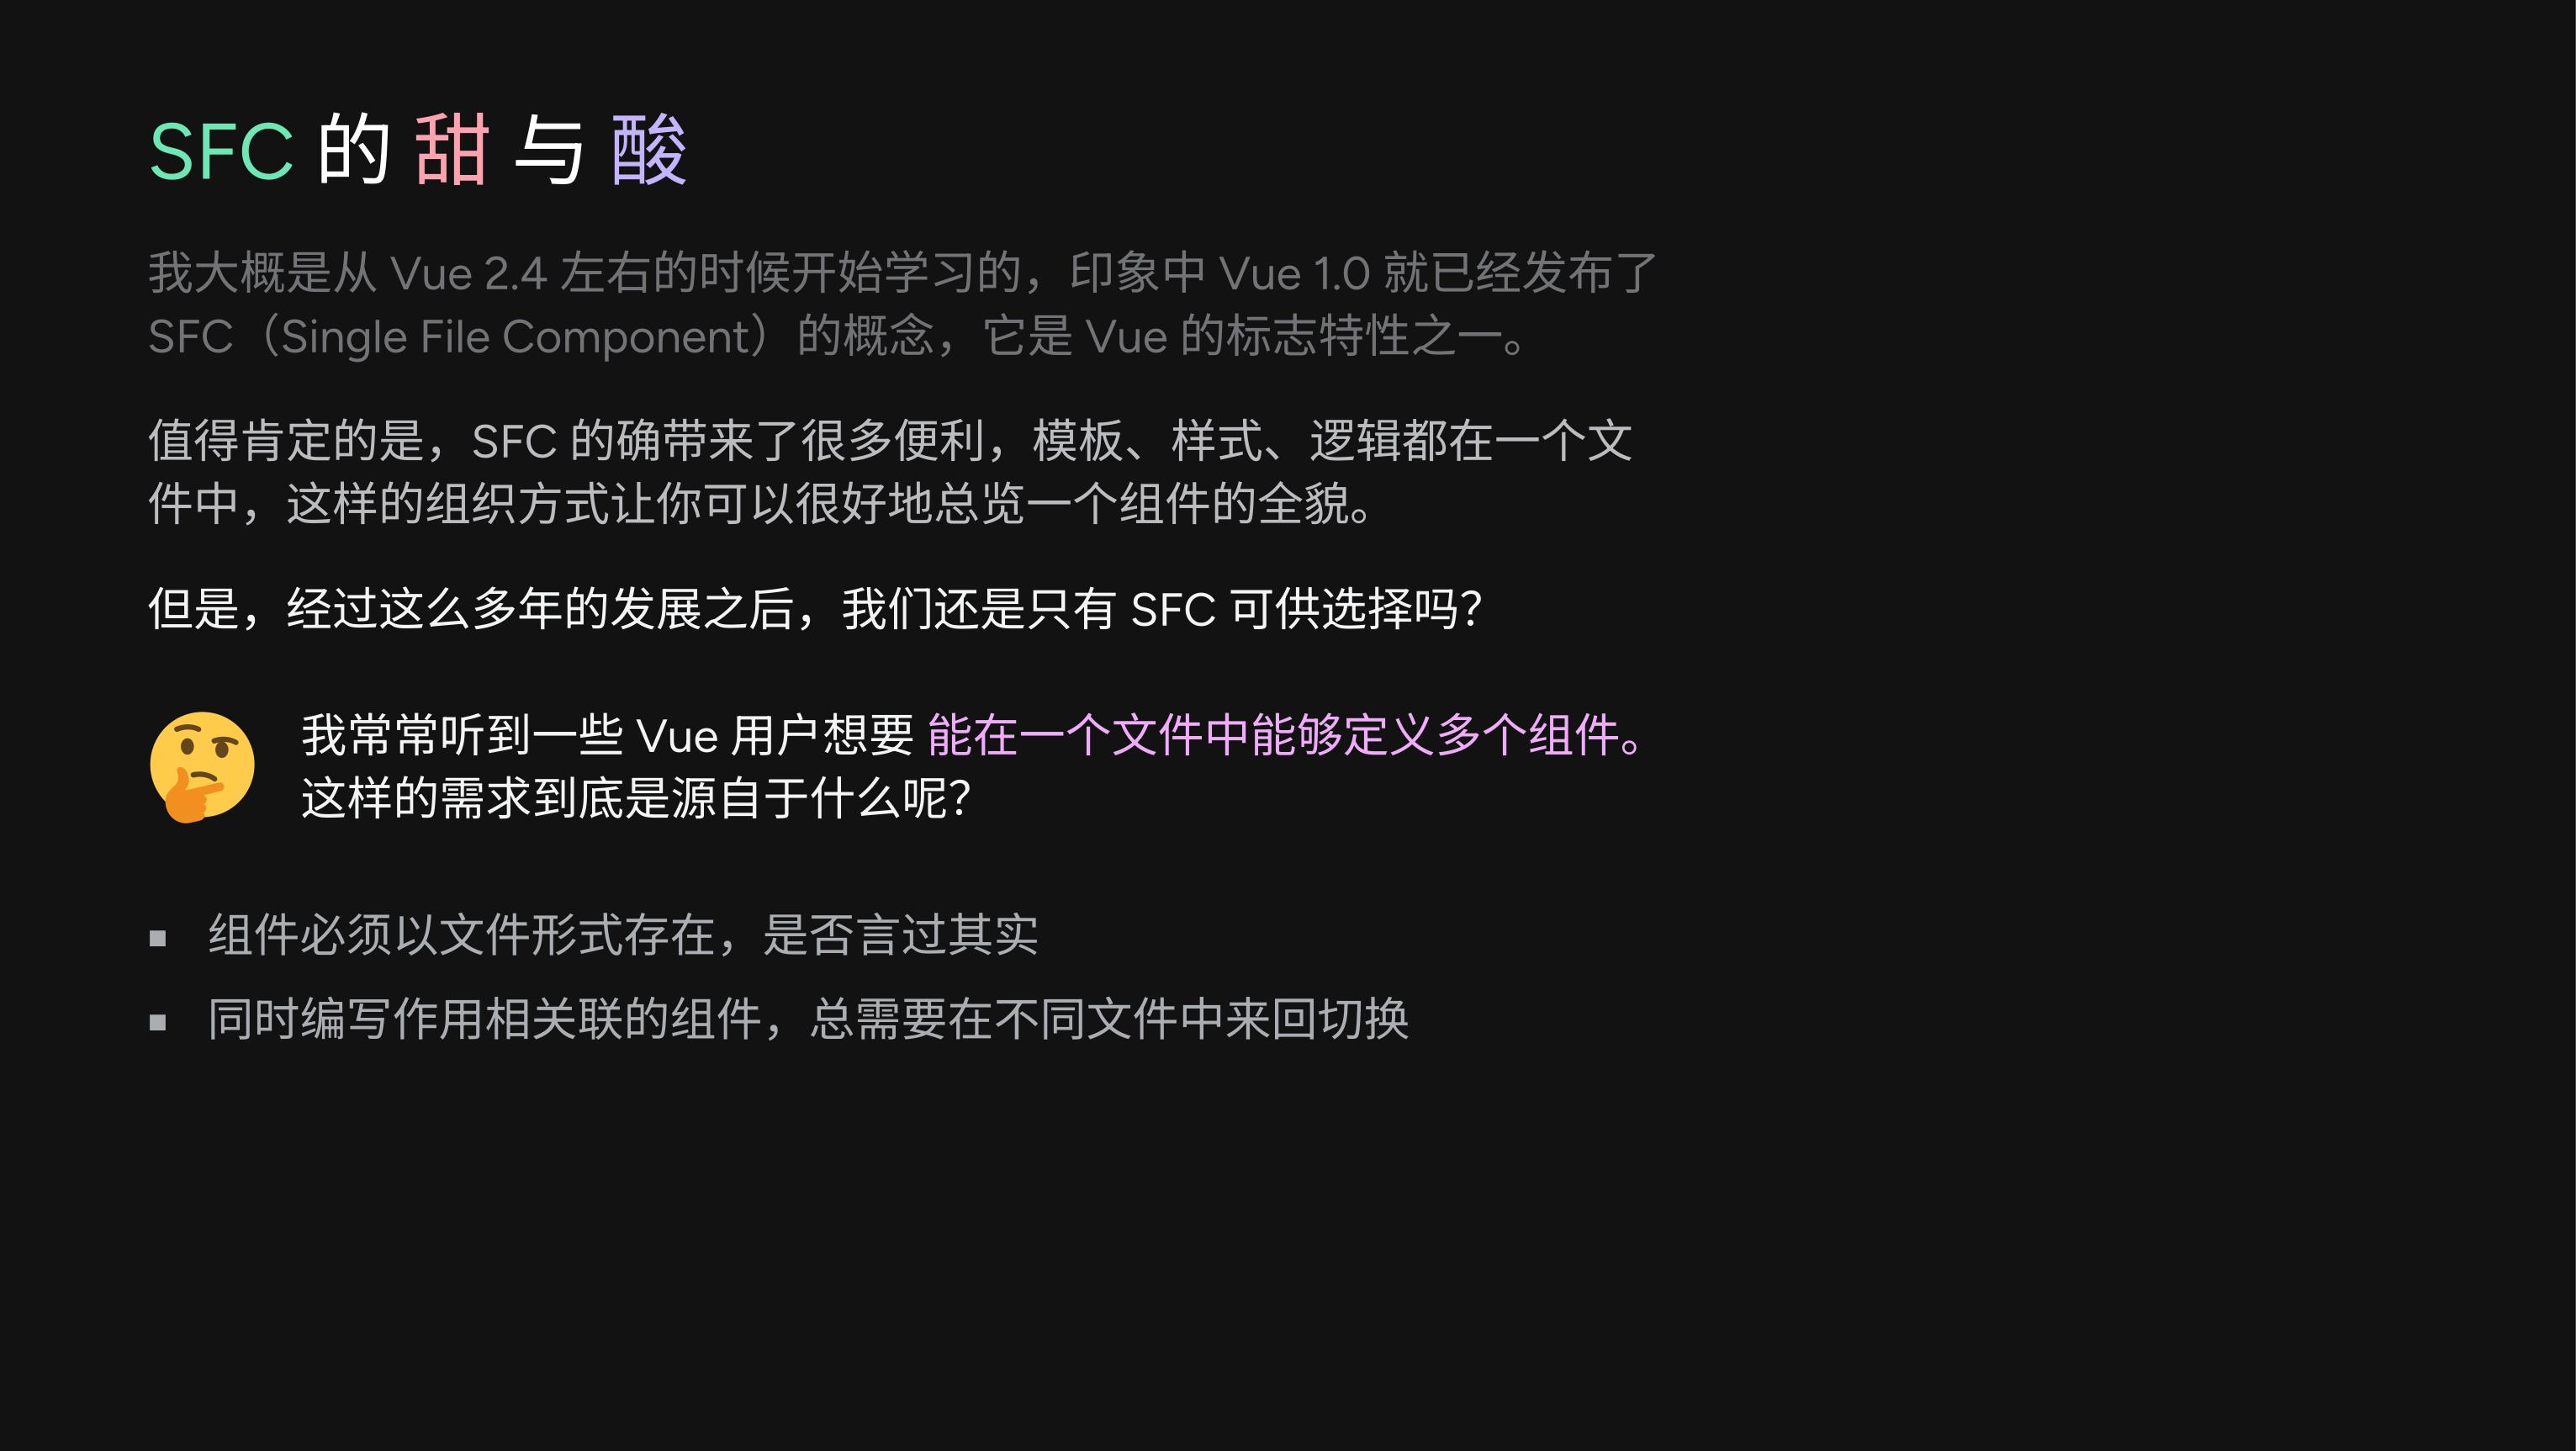 SFC 的 甜 与 酸
我大概是从 Vue 2.4 左右的时候开始学习的，印象中 Vue 1.0 就已经发布了
SFC（Single File Component）的概念，它是 Vue 的标志特性之一。
值得肯定的是，SFC 的确带来了很多便利，模板、样式、逻辑都在一个文
件中，这样的组织方式让你可以很好地总览一个组件的全貌。
但是，经过这么多年的发展之后，我们还是只有 SFC 可供选择吗？
我常常听到一些 Vue 用户想要 能在一个文件中能够定义多个组件。
这样的需求到底是源自于什么呢？
▪ 组件必须以文件形式存在，是否言过其实
▪ 同时编写作用相关联的组件，总需要在不同文件中来回切换